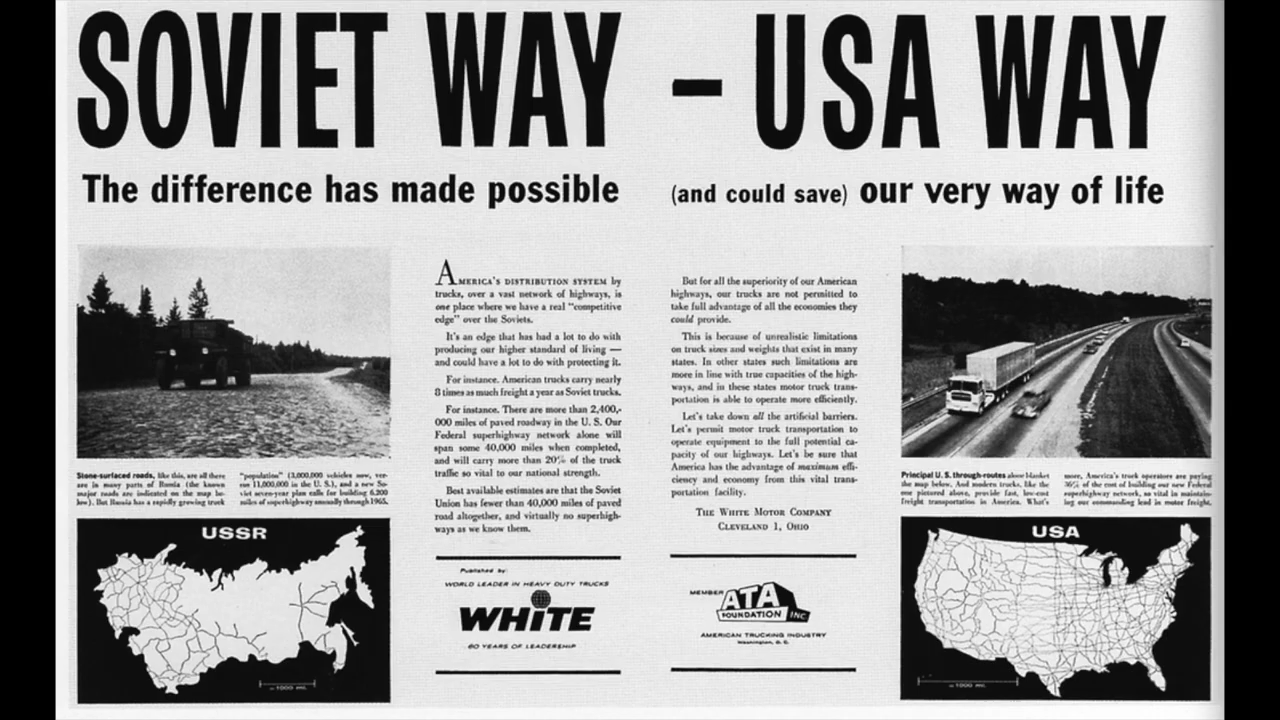 SOVIET WAY – USA WAY
The difference has made possible (and could save) our very way of life
AMERICA'S DISTRIBUTION SYSTEM by
trucks, over a vast network of highways, is
one place where we have a real "competitive
edge" over the Soviets.
It's an edge that has had a lot to do with
producing our higher standard of living —
and could have a lot to do with protecting it.
For instance. American trucks carry nearly
8 times as much freight a year as Soviet trucks.
For instance. There are more than 2,400,-
000 miles of paved roadway in the U. S. Our
Federal superhighway network alone will
span some 40,000 miles when completed,
and will carry more than 20% of the truck
traffic so vital to our national strength.
Best available estimates are that the Soviet
Union has fewer than 40,000 miles of paved
road altogether, and virtually no superhigh-
ways as we know them.
But for all the superiority of our American
highways, our trucks are not permitted to
take full advantage of all the economies they
could provide.
This is because of unrealistic limitations
on truck sizes and weights that exist in many
states. In other states such limitations are
more in line with true capacities of the high-
ways, and in these states motor truck trans-
portation is able to operate more efficiently.
Let's take down all the artificial barriers.
Let's permit motor truck transportation to
operate equipment to the full potential ca-
pacity of our highways. Let's be sure that
America has the advantage of maximum effi-
ciency and economy from this vital trans-
portation facility.
THE WHITE MOTOR COMPANY
CLEVELAND 1, OHIO
Stone-surfaced roads, like this, are all there
are in many parts of Russia (the known
major roads are indicated on the map be-
low). But Russia has a rapidly growing truck
"population" (3,000,000 vehicles now, ver-
sus 11,000,000 in the U. S.), and a new So-
viet seven-year plan calls for building 6,200
miles of superhighway annually through 1965.
Principal U. S. through-routes above blanket
the map below. And modern trucks, like the
one pictured above, provide fast, low-cost
freight transportation in America. What's
more, America's truck operators are paying
of the cost of building our new Federal
superhighway network, so vital in maintain-
ing our commanding lead in motor freight.
USSR
= 1000 mi.
Published by:
WORLD LEADER IN HEAVY DUTY TRUCKS
WHITE
60 YEARS OF LEADERSHIP
MEMBER
ATA
FOUNDATION INC
AMERICAN TRUCKING INDUSTRY
Washington, D. C.
USA
= 1000 mi.